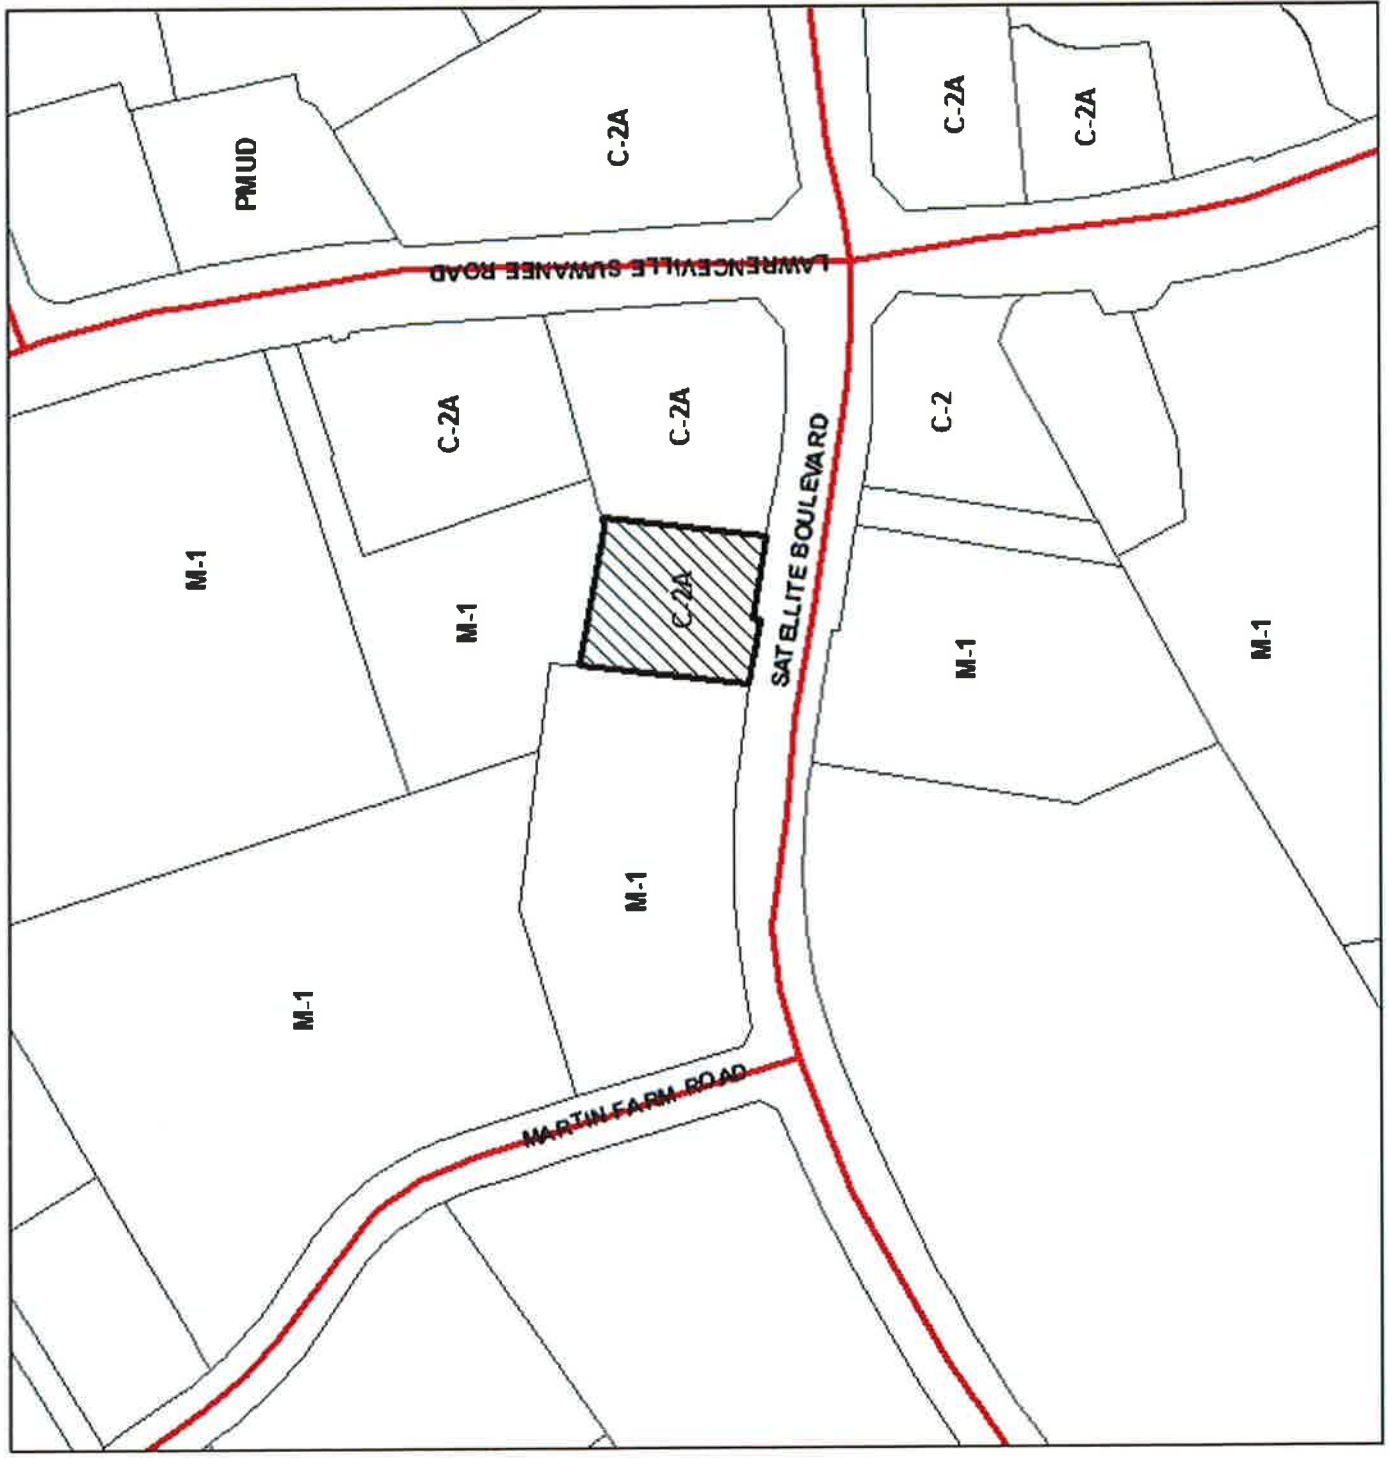 PMUD
C-2A
C-2A
C-2A
LAWRENCEVILLE SUWANEE ROAD
C-2A
C-2A
C-2
SATELLITE BOULEVARD
M-1
M-1
C-2A
M-1
M-1
M-1
M-1
MARTIN FARM ROAD